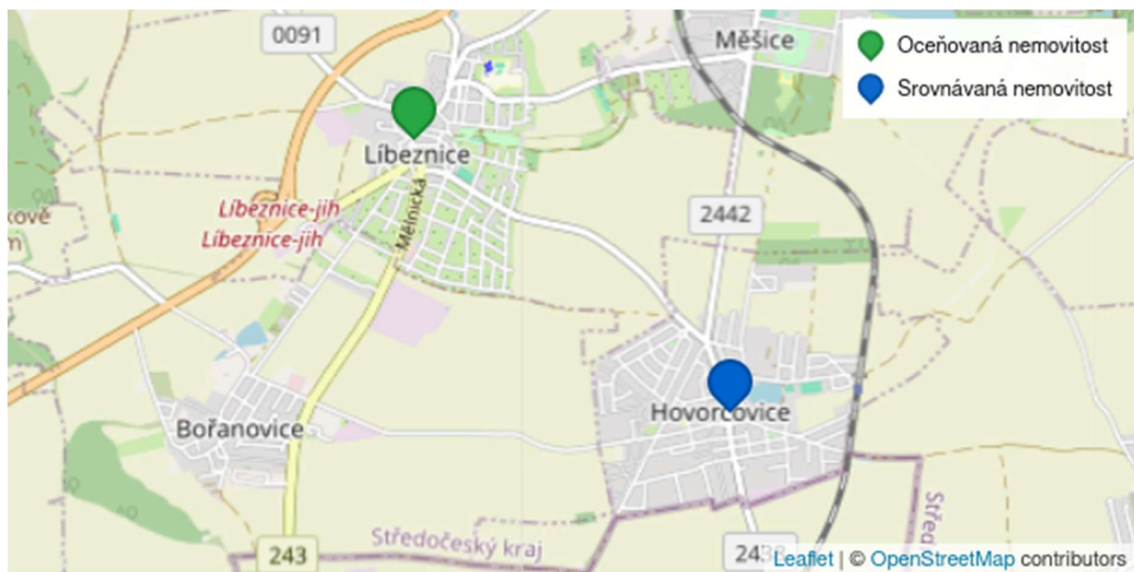 0091
Měšice
Oceňovaná nemovitost
Srovnávaná nemovitost
Líbeznice
Líbeznice-jih
Líbeznice-jih
Mělnická
2442
Hovorčovice
Bořanovice
Středočeský kraj
243
Leaflet | © OpenStreetMap contributors